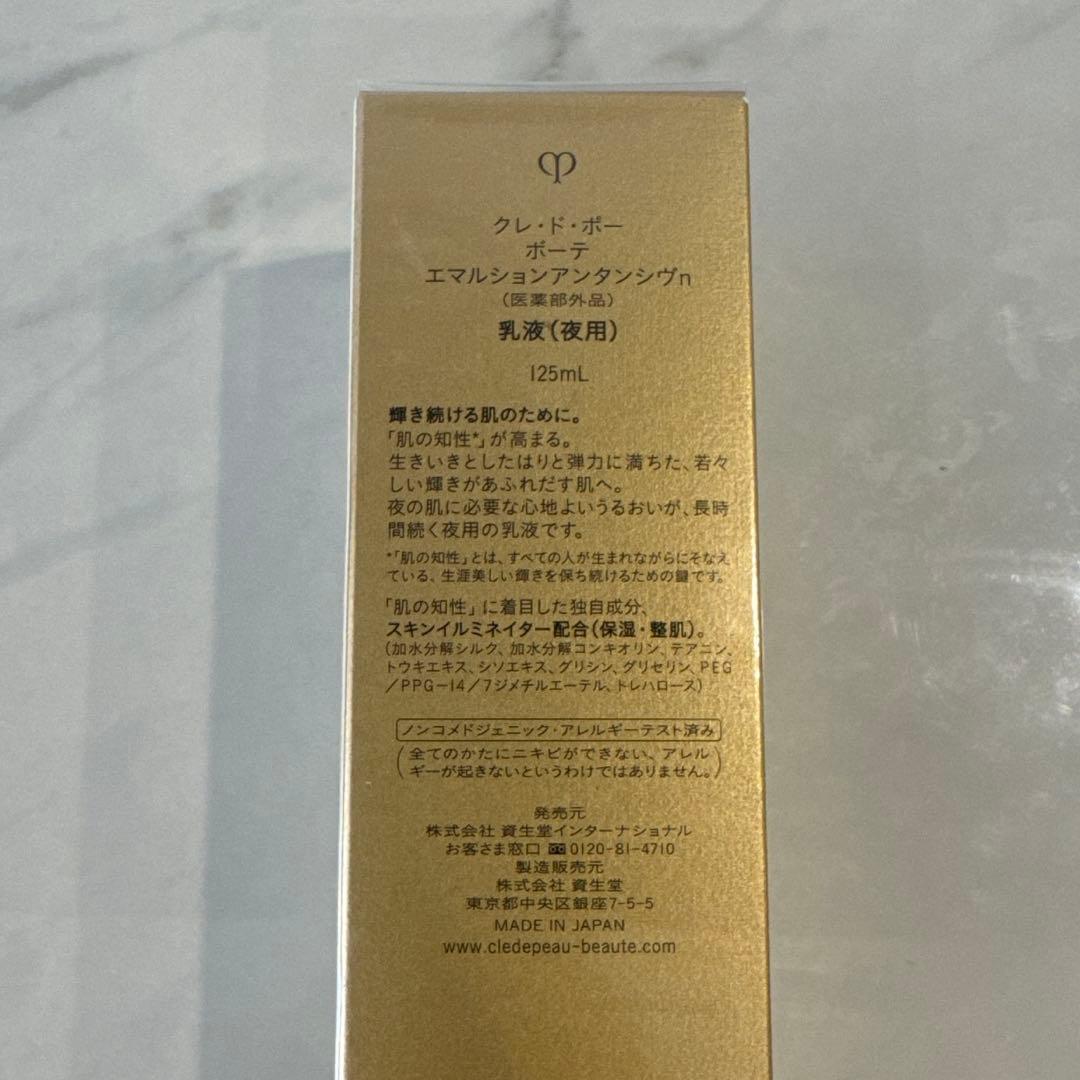 クレ・ド・ポー
ボーテ
エマルションアンタンシヴn
(医薬部外品)
乳液(夜用)
125mL
輝き続ける肌のために。
「肌の知性*」が高まる。
生きいきとしたはりと弾力に満ちた、若々
しい輝きがあふれだす肌へ。
夜の肌に必要な心地よいうるおいが、長時
間続く夜用の乳液です。
*「肌の知性」とは、すべての人が生まれながらにそなえ
ている、生涯美しい輝きを保ち続けるための鍵です。
「肌の知性」に着目した独自成分、
スキンイルミネイター配合(保湿・整肌)。
(加水分解シルク、加水分解コンキオリン、テアニン、
トウキエキス、シソエキス、グリシン、グリセリン、PEG
/PPG-14/7ジメチルエーテル、トレハロース)
ノンコメドジェニック・アレルギーテスト済み
(全てのかたにニキビができない、アレル
ギーが起きないというわけではありません。)
発売元
株式会社 資生堂インターナショナル
お客さま窓口 0120-81-4710
製造販売元
株式会社 資生堂
東京都中央区銀座7-5-5
MADE IN JAPAN
www.cledepeau-beaute.com